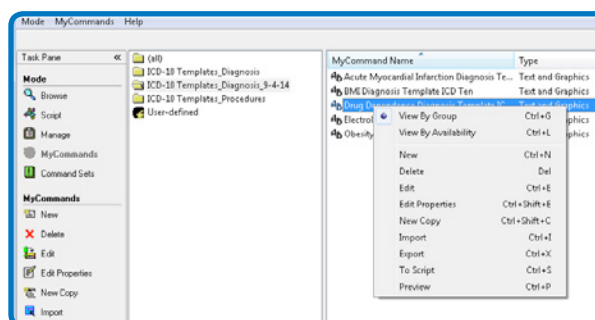 Mode MyCommands Help
Task Pane «
Mode
Browse
Script
Manage
MyCommands
Command Sets
MyCommands
New
Delete
Edit
Edit Properties
New Copy
Import
(all)
ICD-10 Templates_Diagnosis
ICD-10 Templates_Diagnosis_9-4-14
ICD-10 Templates_Procedures
User-defined
MyCommand Name Type
Acute Myocardial Infarction Diagnosis Te... Text and Graphics
BMI Diagnosis Template ICD Ten Text and Graphics
Drug Dependence Diagnosis Template IC... Text and Graphics
Electrol
Obesity
View By Group Ctrl+G
View By Availability Ctrl+L
New Ctrl+N
Delete Del
Edit Ctrl+E
Edit Properties Ctrl+Shift+E
New Copy Ctrl+Shift+C
Import Ctrl+I
Export Ctrl+X
To Script Ctrl+S
Preview Ctrl+P